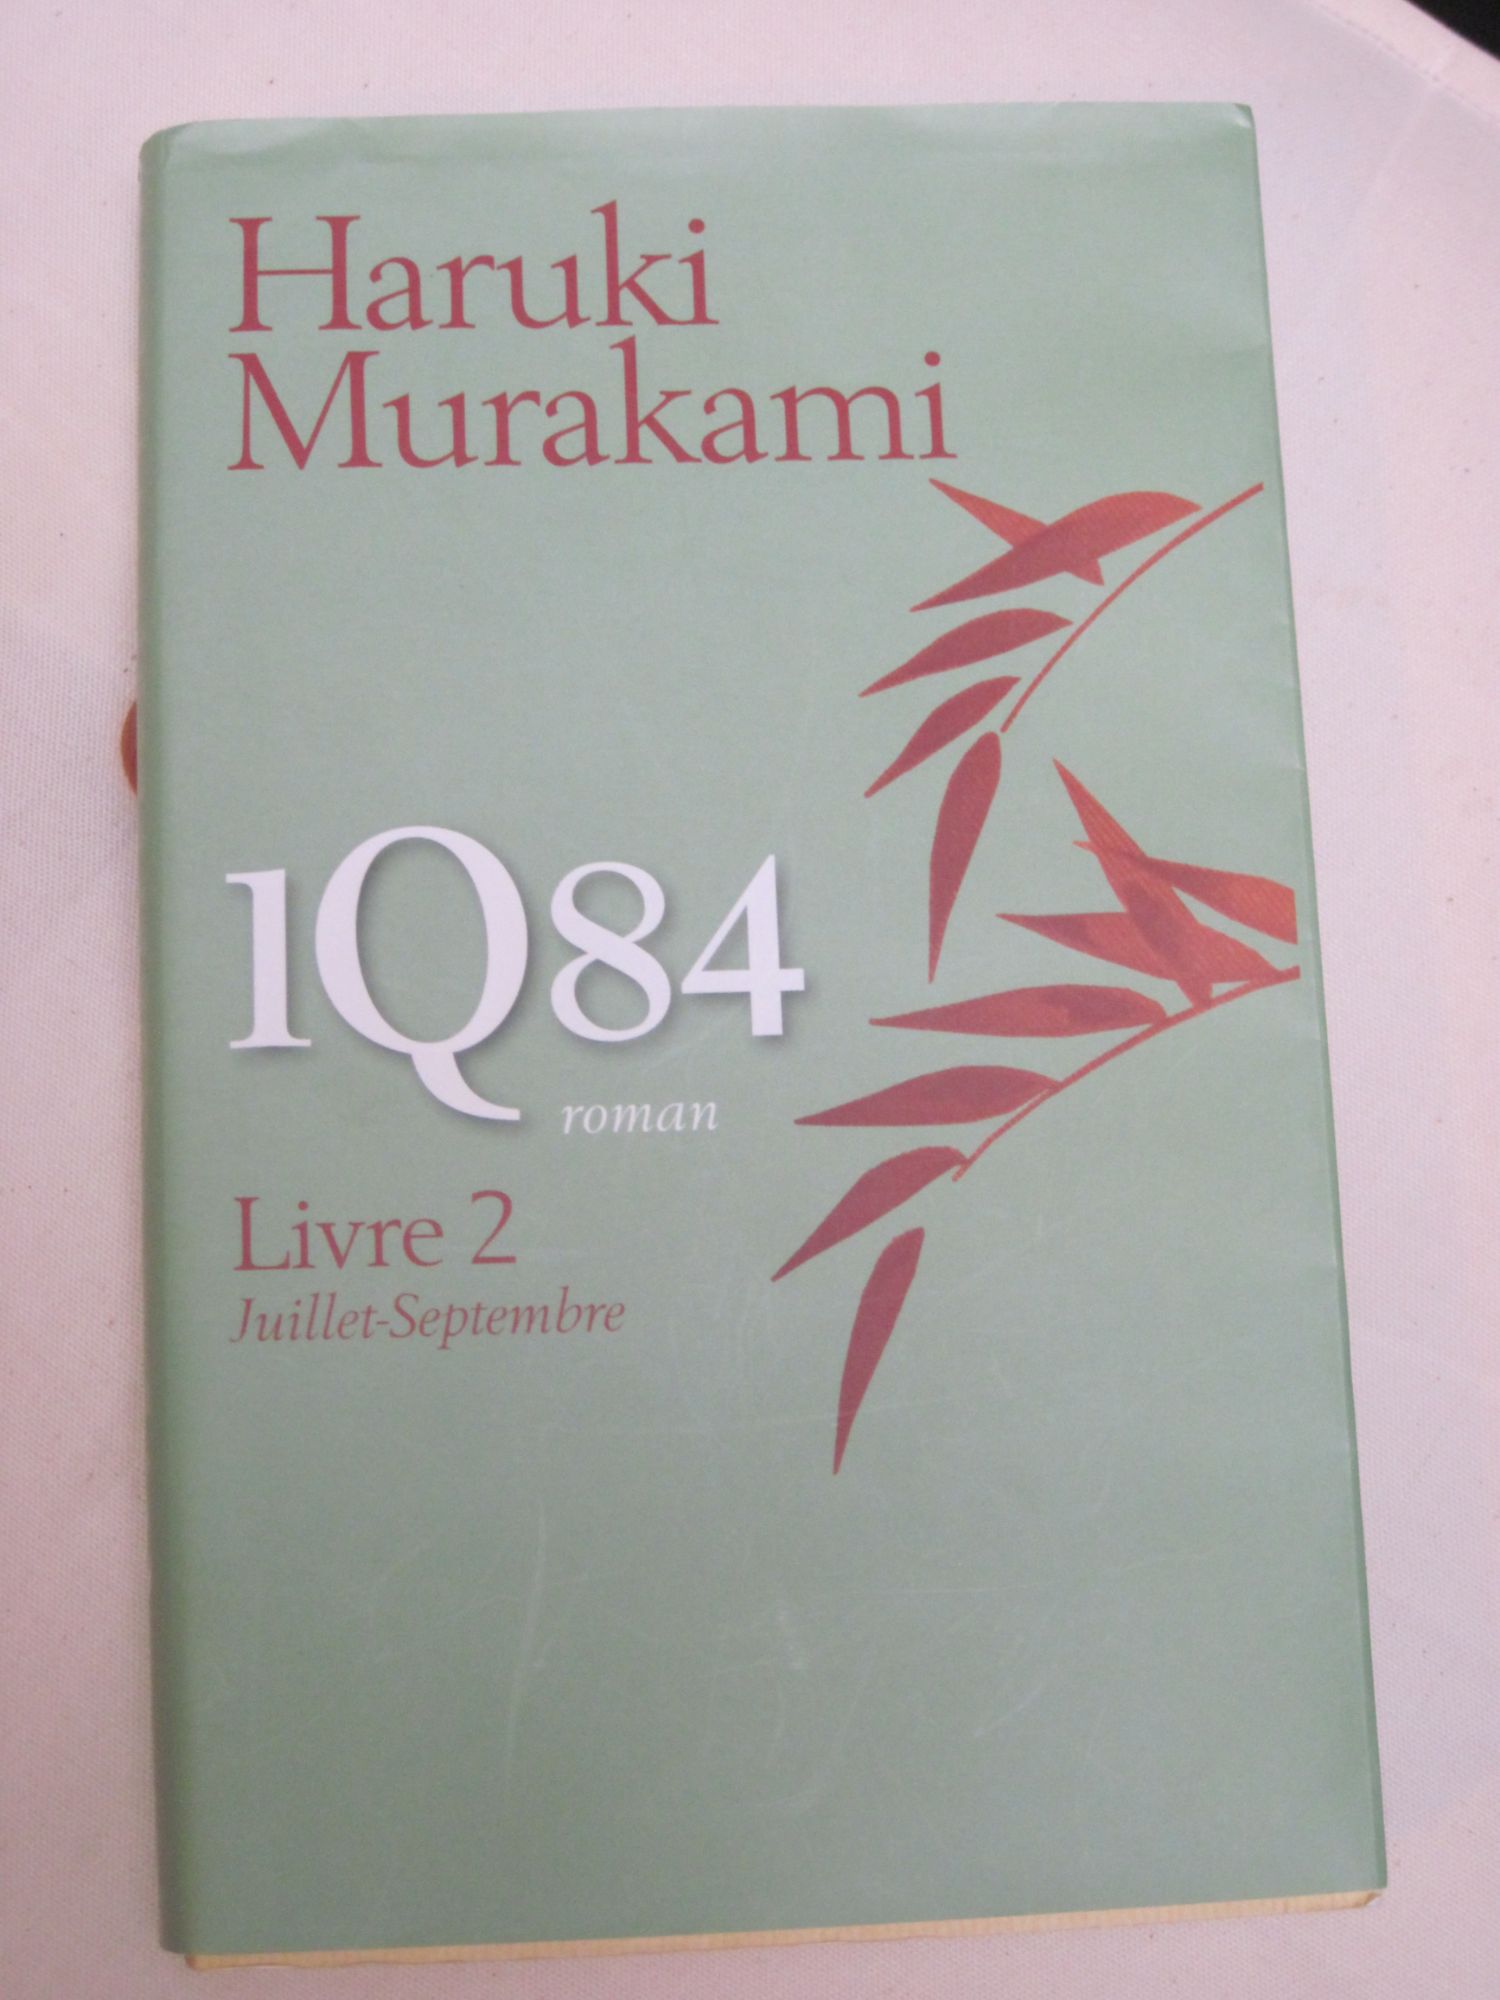 Haruki
Murakami
1Q84
roman
Livre 2
Juillet-Septembre